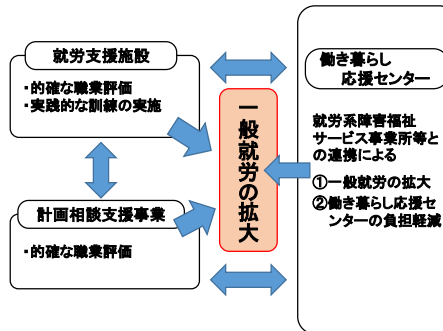 就労支援施設
・的確な職業評価
・実践的な訓練の実施
計画相談支援事業
・的確な職業評価
一般就労の拡大
働き暮らし
応援センター
就労系障害福祉
サービス事業所等と
の連携による
①一般就労の拡大
②働き暮らし応援セ
ンターの負担軽減